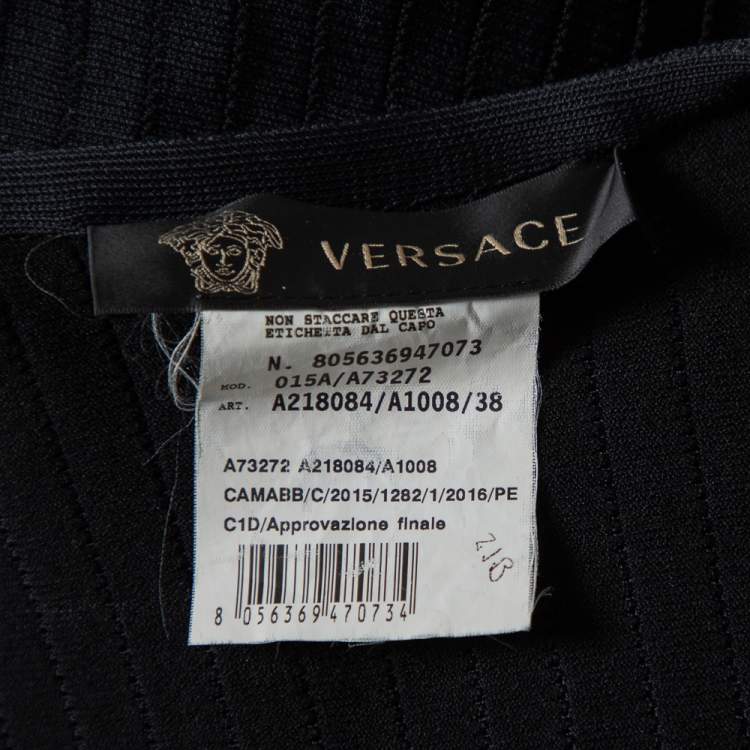 VERSACE
NON STACCARE QUESTA
ETICHETTA DAL CAPO
N. 805636947073
MOD. 015A/A73272
ART. A218084/A1008/38
A73272 A218084/A1008
CAMABB/C/2015/1282/1/2016/PE
C1D/Approvazione finale
8 056369 470734